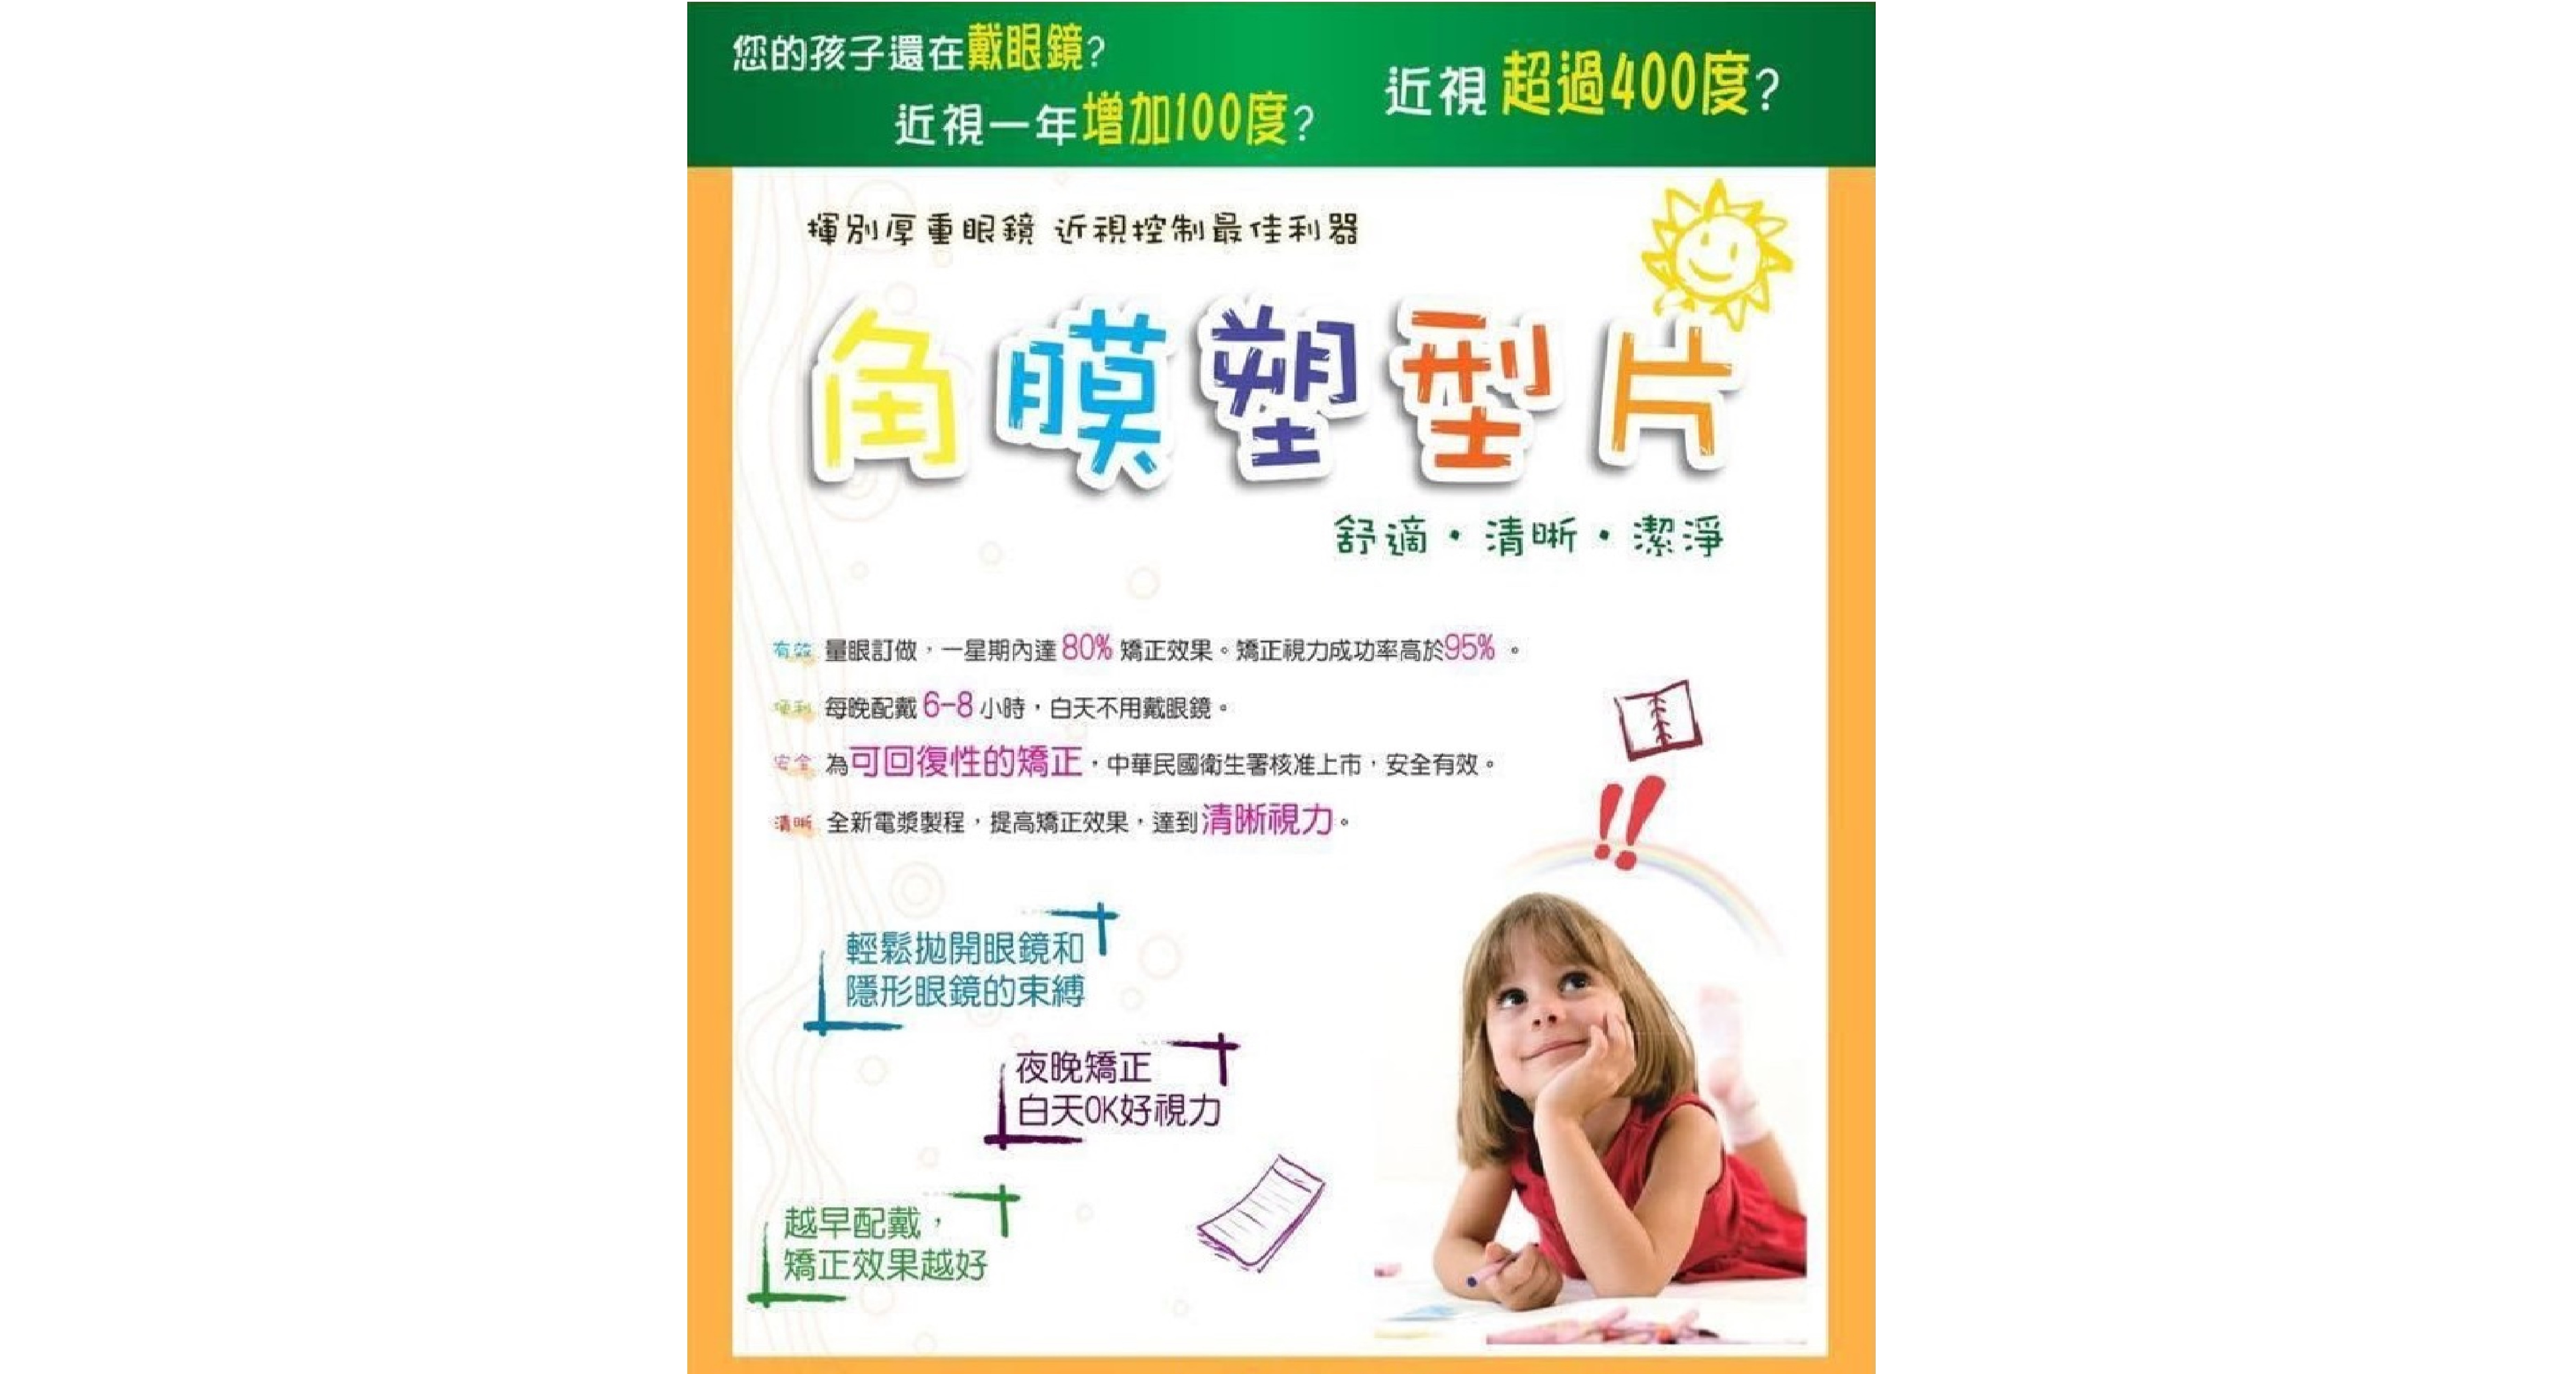 您的孩子還在戴眼鏡?
近視一年增加100度?
近視超過400度?
揮別厚重眼鏡 近視控制最佳利器
角膜塑型片
舒適・清晰・潔淨
有效 量眼訂做，一星期內達 80% 矯正效果。矯正視力成功率高於95% 。
便利 每晚配戴 6-8 小時，白天不用戴眼鏡。
安全 為可回復性的矯正，中華民國衛生署核准上市，安全有效。
清晰 全新電漿製程，提高矯正效果，達到清晰視力。
輕鬆拋開眼鏡和
隱形眼鏡的束縛
夜晚矯正
白天OK好視力
越早配戴，
矯正效果越好